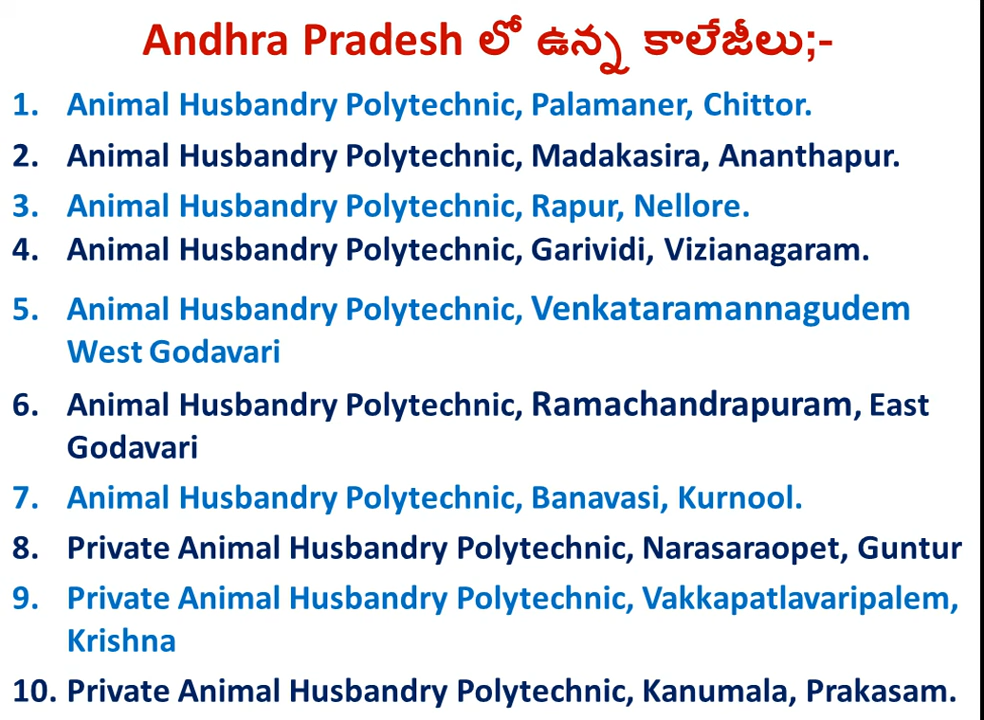 Andhra Pradesh లో ఉన్న కాలేజీలు;-
1. Animal Husbandry Polytechnic, Palamaner, Chittor.
2. Animal Husbandry Polytechnic, Madakasira, Ananthapur.
3. Animal Husbandry Polytechnic, Rapur, Nellore.
4. Animal Husbandry Polytechnic, Garividi, Vizianagaram.
5. Animal Husbandry Polytechnic, Venkataramannagudem
West Godavari
6. Animal Husbandry Polytechnic, Ramachandrapuram, East
Godavari
7. Animal Husbandry Polytechnic, Banavasi, Kurnool.
8. Private Animal Husbandry Polytechnic, Narasaraopet, Guntur
9. Private Animal Husbandry Polytechnic, Vakkapatlavaripalem,
Krishna
10. Private Animal Husbandry Polytechnic, Kanumala, Prakasam.